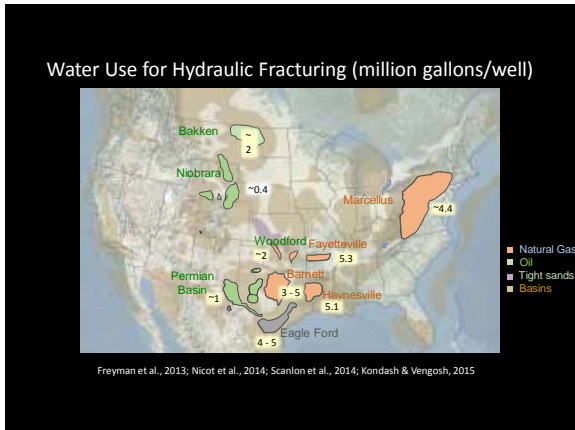 Water Use for Hydraulic Fracturing (million gallons/well)
Bakken
~
2
Niobrara
~0.4
Marcellus
~4.4
Woodford
Fayetteville
~2
5.3
Permian
Basin
Barnett
~1
3 - 5
Haynesville
6
5.1
Eagle Ford
4 - 5
Natural Gas
Oil
Tight sands
Basins
Freyman et al., 2013; Nicot et al., 2014; Scanlon et al., 2014; Kondash & Vengosh, 2015